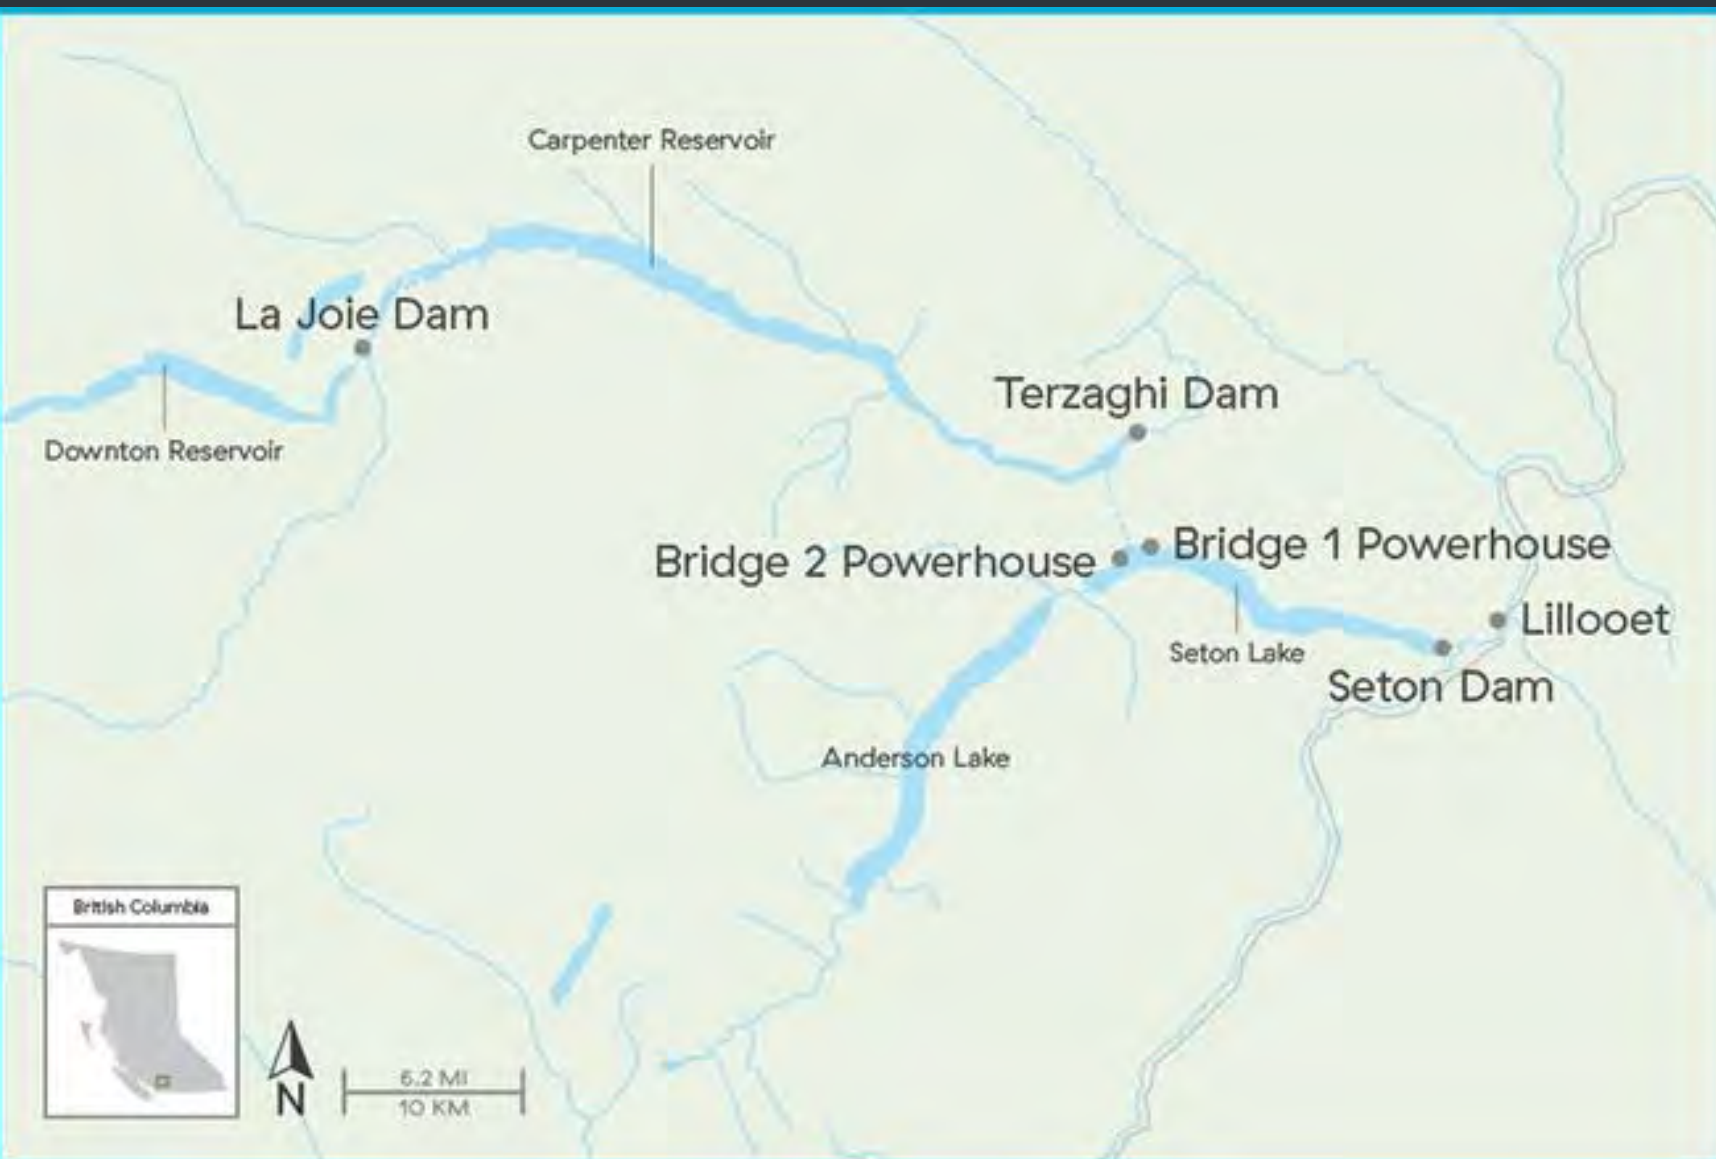 Carpenter Reservoir
La Joie Dam
Terzaghi Dam
Downton Reservoir
Bridge 1 Powerhouse
Bridge 2 Powerhouse
Lillooet
Seton Lake
Seton Dam
Anderson Lake
British Columbia
N
6.2 MI
10 KM